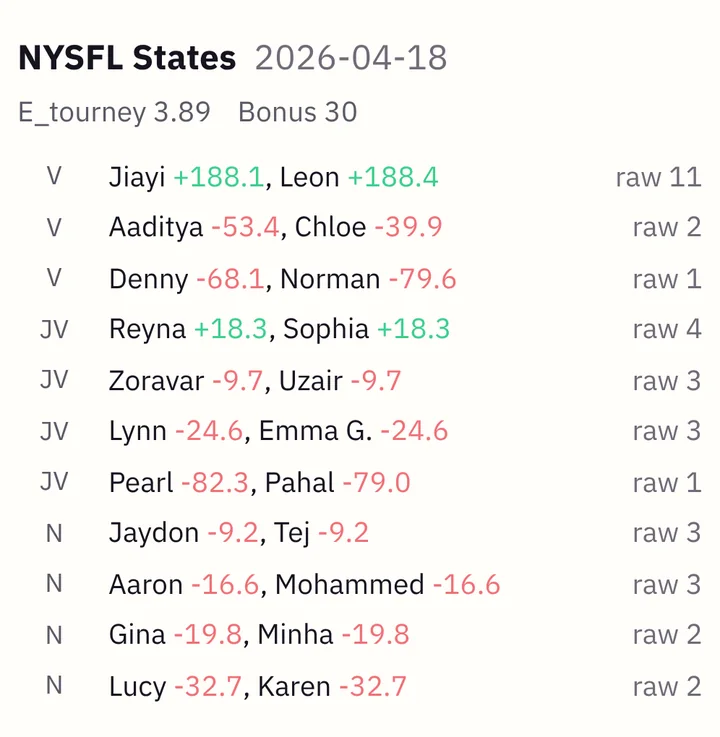 NYSFL States 2026-04-18
E_tourney 3.89 Bonus 30
V Jiayi +188.1, Leon +188.4 raw 11
V Aaditya -53.4, Chloe -39.9 raw 2
V Denny -68.1, Norman -79.6 raw 1
JV Reyna +18.3, Sophia +18.3 raw 4
JV Zoravar -9.7, Uzair -9.7 raw 3
JV Lynn -24.6, Emma G. -24.6 raw 3
JV Pearl -82.3, Pahal -79.0 raw 1
N Jaydon -9.2, Tej -9.2 raw 3
N Aaron -16.6, Mohammed -16.6 raw 3
N Gina -19.8, Minha -19.8 raw 2
N Lucy -32.7, Karen -32.7 raw 2